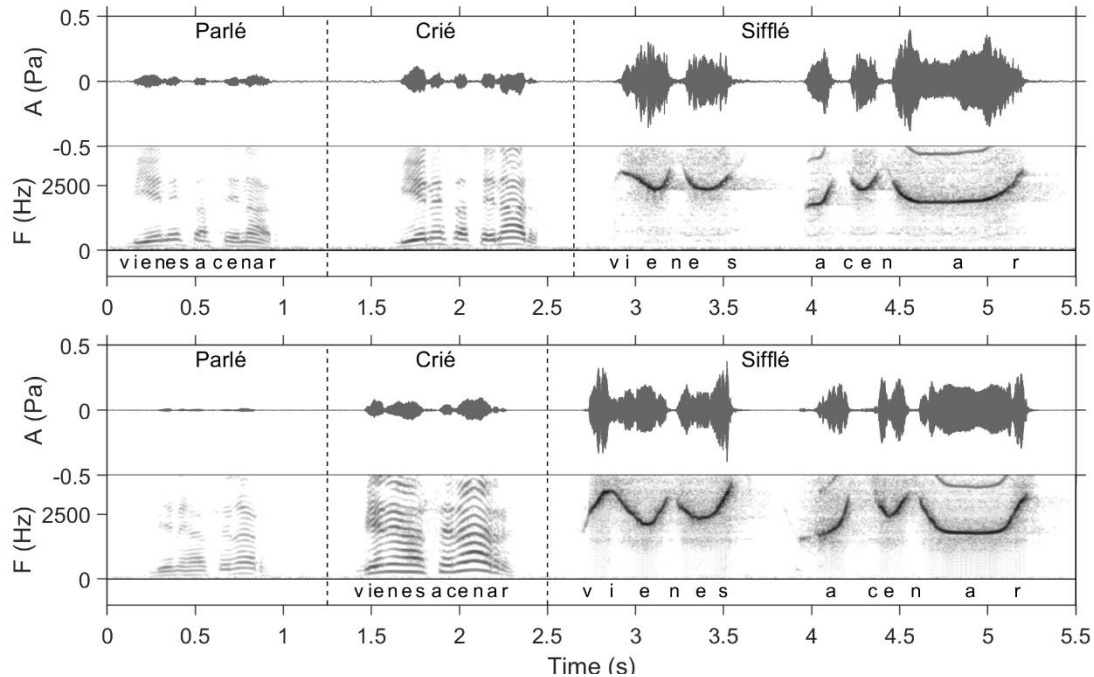 0.5
Parlé Crié Sifflé
A (Pa)
0
-0.5
F (Hz)
2500
0
v i e n e s a c e n a r v i e n e s a c e n a r
0 0.5 1 1.5 2 2.5 3 3.5 4 4.5 5 5.5
0.5
Parlé Crié Sifflé
A (Pa)
0
-0.5
F (Hz)
2500
0
v i e n e s a c e n a r v i e n e s a c e n a r
0 0.5 1 1.5 2 2.5 3 3.5 4 4.5 5 5.5
Time (s)